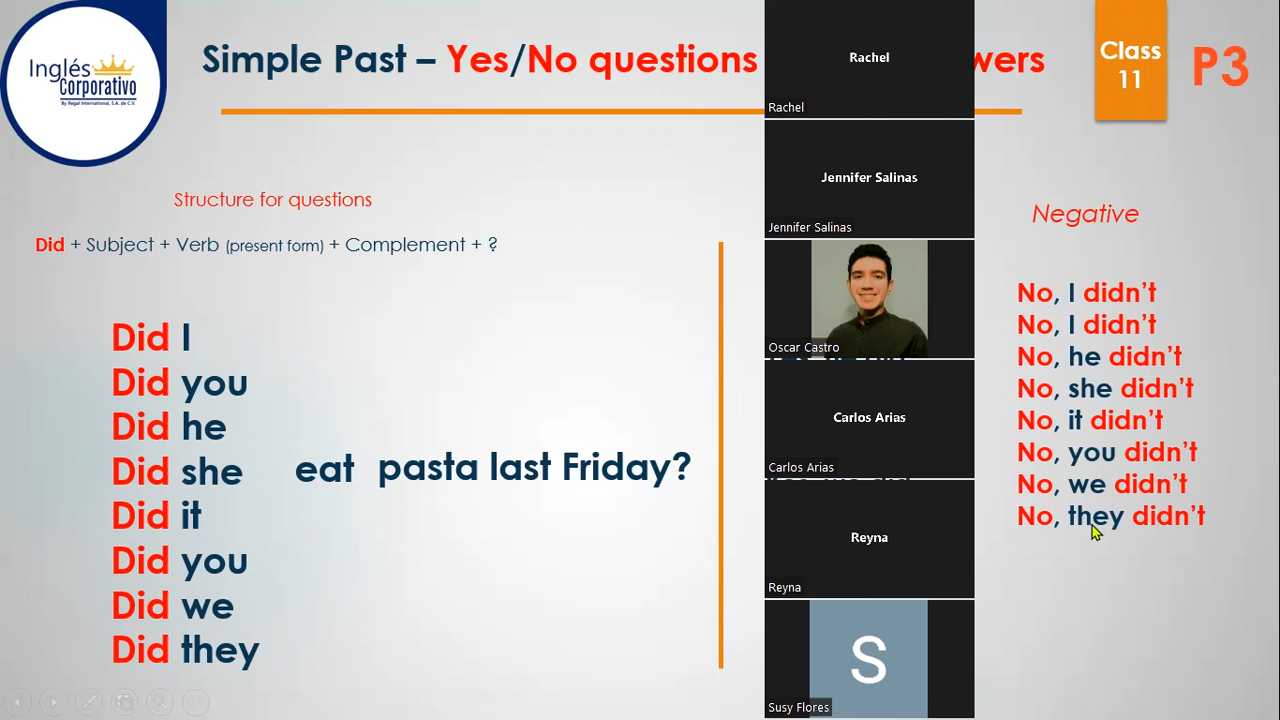 Inglés
Corporativo
By Regal International, S.A. de C.V.
Simple Past – Yes/No questions
wers
Class
11
P3
Structure for questions
Did + Subject + Verb (present form) + Complement + ?
Did I
Did you
Did he
Did she
Did it
Did you
Did we
Did they
eat pasta last Friday?
Rachel
Rachel
Jennifer Salinas
Jennifer Salinas
Oscar Castro
Carlos Arias
Carlos Arias
Reyna
Reyna
S
Susy Flores
Negative
No, I didn't
No, I didn't
No, he didn't
No, she didn't
No, it didn't
No, you didn't
No, we didn't
No, they didn't